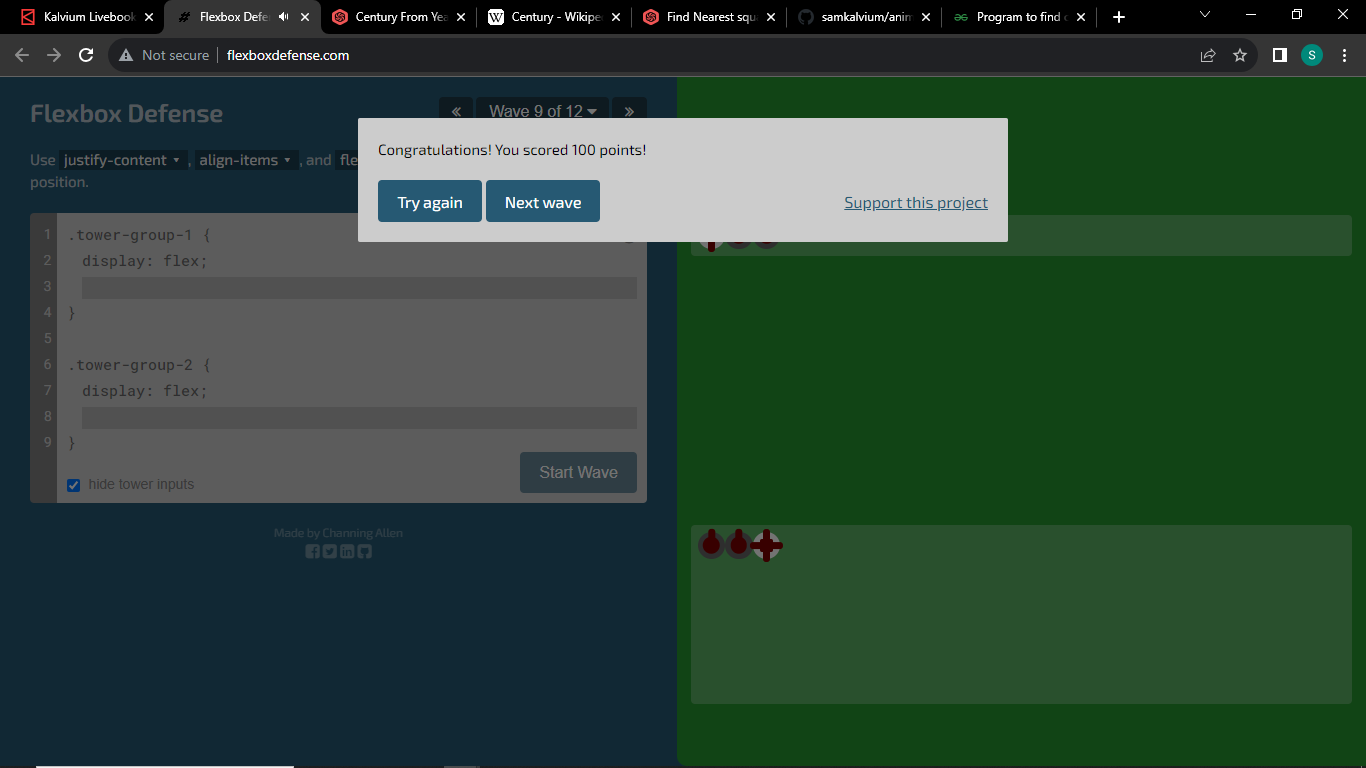 Kalvium Livebook
Flexbox Defe
Century From Yea
Century - Wikipe
Find Nearest squ
samkalvium/anim
Program to find
Not secure
flexboxdefense.com
S
Flexbox Defense
« Wave 9 of 12 »
Congratulations! You scored 100 points!
Use justify-content , align-items , and fle
position.
Try again
Next wave
Support this project
1 .tower-group-1 {
2 display: flex;
3
4 }
5
6 .tower-group-2 {
7 display: flex;
8
9 }
hide tower inputs
Start Wave
Made by Channing Allen